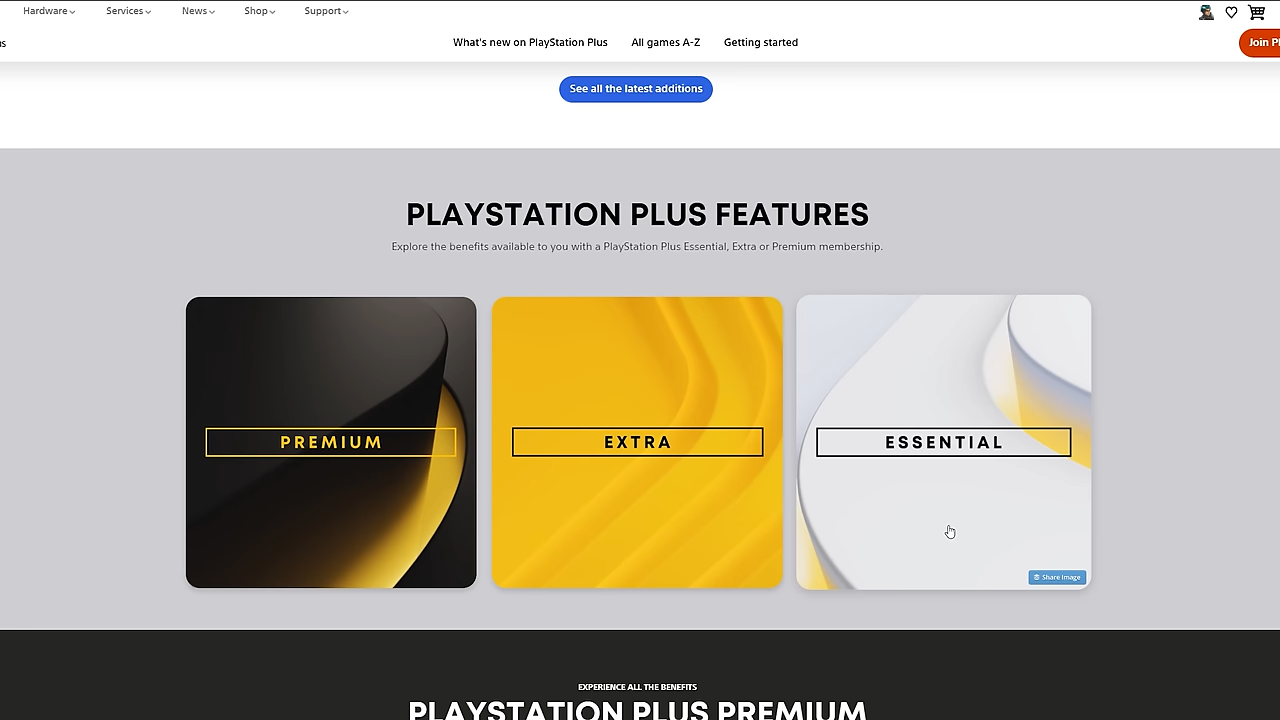 Hardware Services News Shop Support
What's new on PlayStation Plus All games A-Z Getting started Join
See all the latest additions
PLAYSTATION PLUS FEATURES
Explore the benefits available to you with a PlayStation Plus Essential, Extra or Premium membership.
PREMIUM EXTRA ESSENTIAL
Share Image
EXPERIENCE ALL THE BENEFITS
PLAYSTATION PLUS PREMIUM